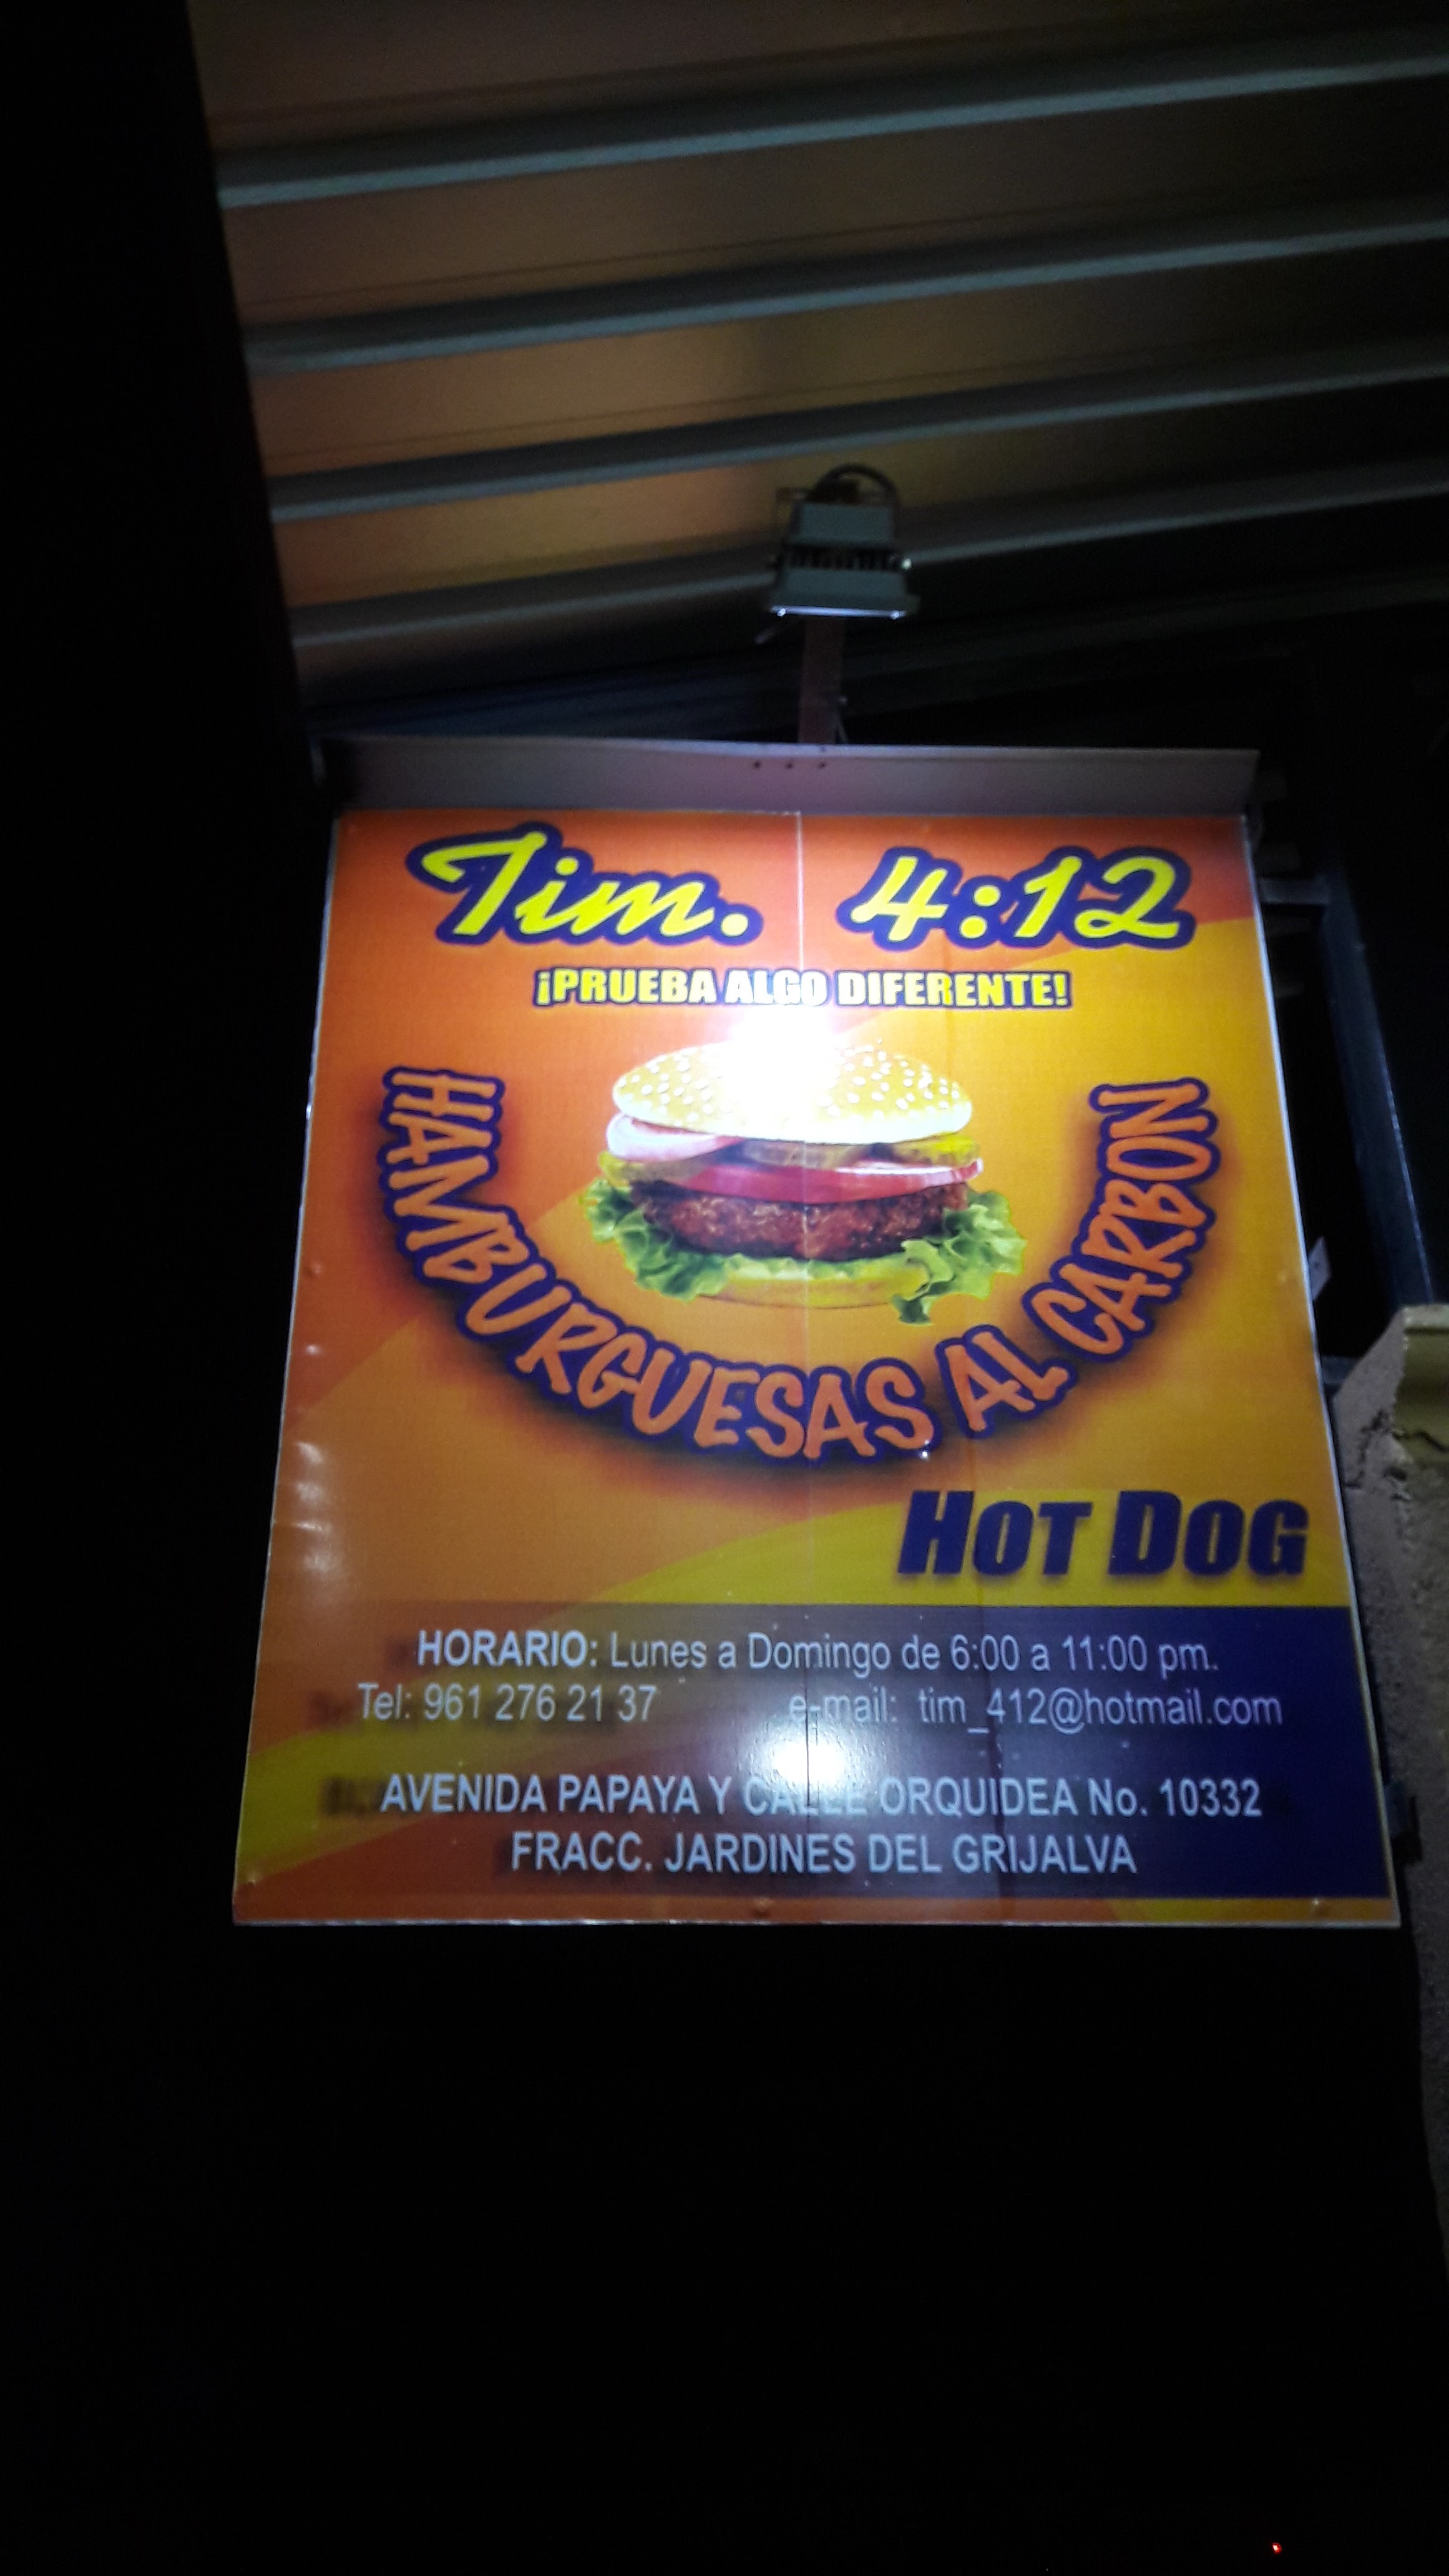 Tim. 4:12
¡PRUEBA ALGO DIFERENTE!
HAMBURGUESAS AL CARBON
HOT DOG
HORARIO: Lunes a Domingo de 6:00 a 11:00 pm.
Tel: 961 276 21 37 e-mail: tim_412@hotmail.com
AVENIDA PAPAYA Y CALLE ORQUIDEA No. 10332
FRACC. JARDINES DEL GRIJALVA